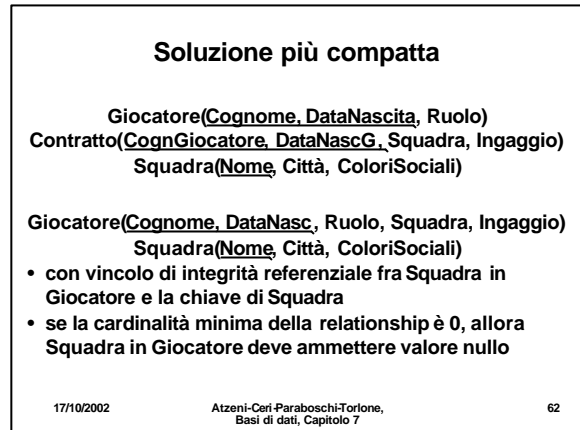 Soluzione più compatta
Giocatore(Cognome, DataNascita, Ruolo)
Contratto(CognGiocatore, DataNascG, Squadra, Ingaggio)
Squadra(Nome, Città, ColoriSociali)
Giocatore(Cognome, DataNasc, Ruolo, Squadra, Ingaggio)
Squadra(Nome, Città, ColoriSociali)
• con vincolo di integrità referenziale fra Squadra in
Giocatore e la chiave di Squadra
• se la cardinalità minima della relationship è 0, allora
Squadra in Giocatore deve ammettere valore nullo
17/10/2002
Atzeni-Ceri-Paraboschi-Torlone,
Basi di dati, Capitolo 7
62